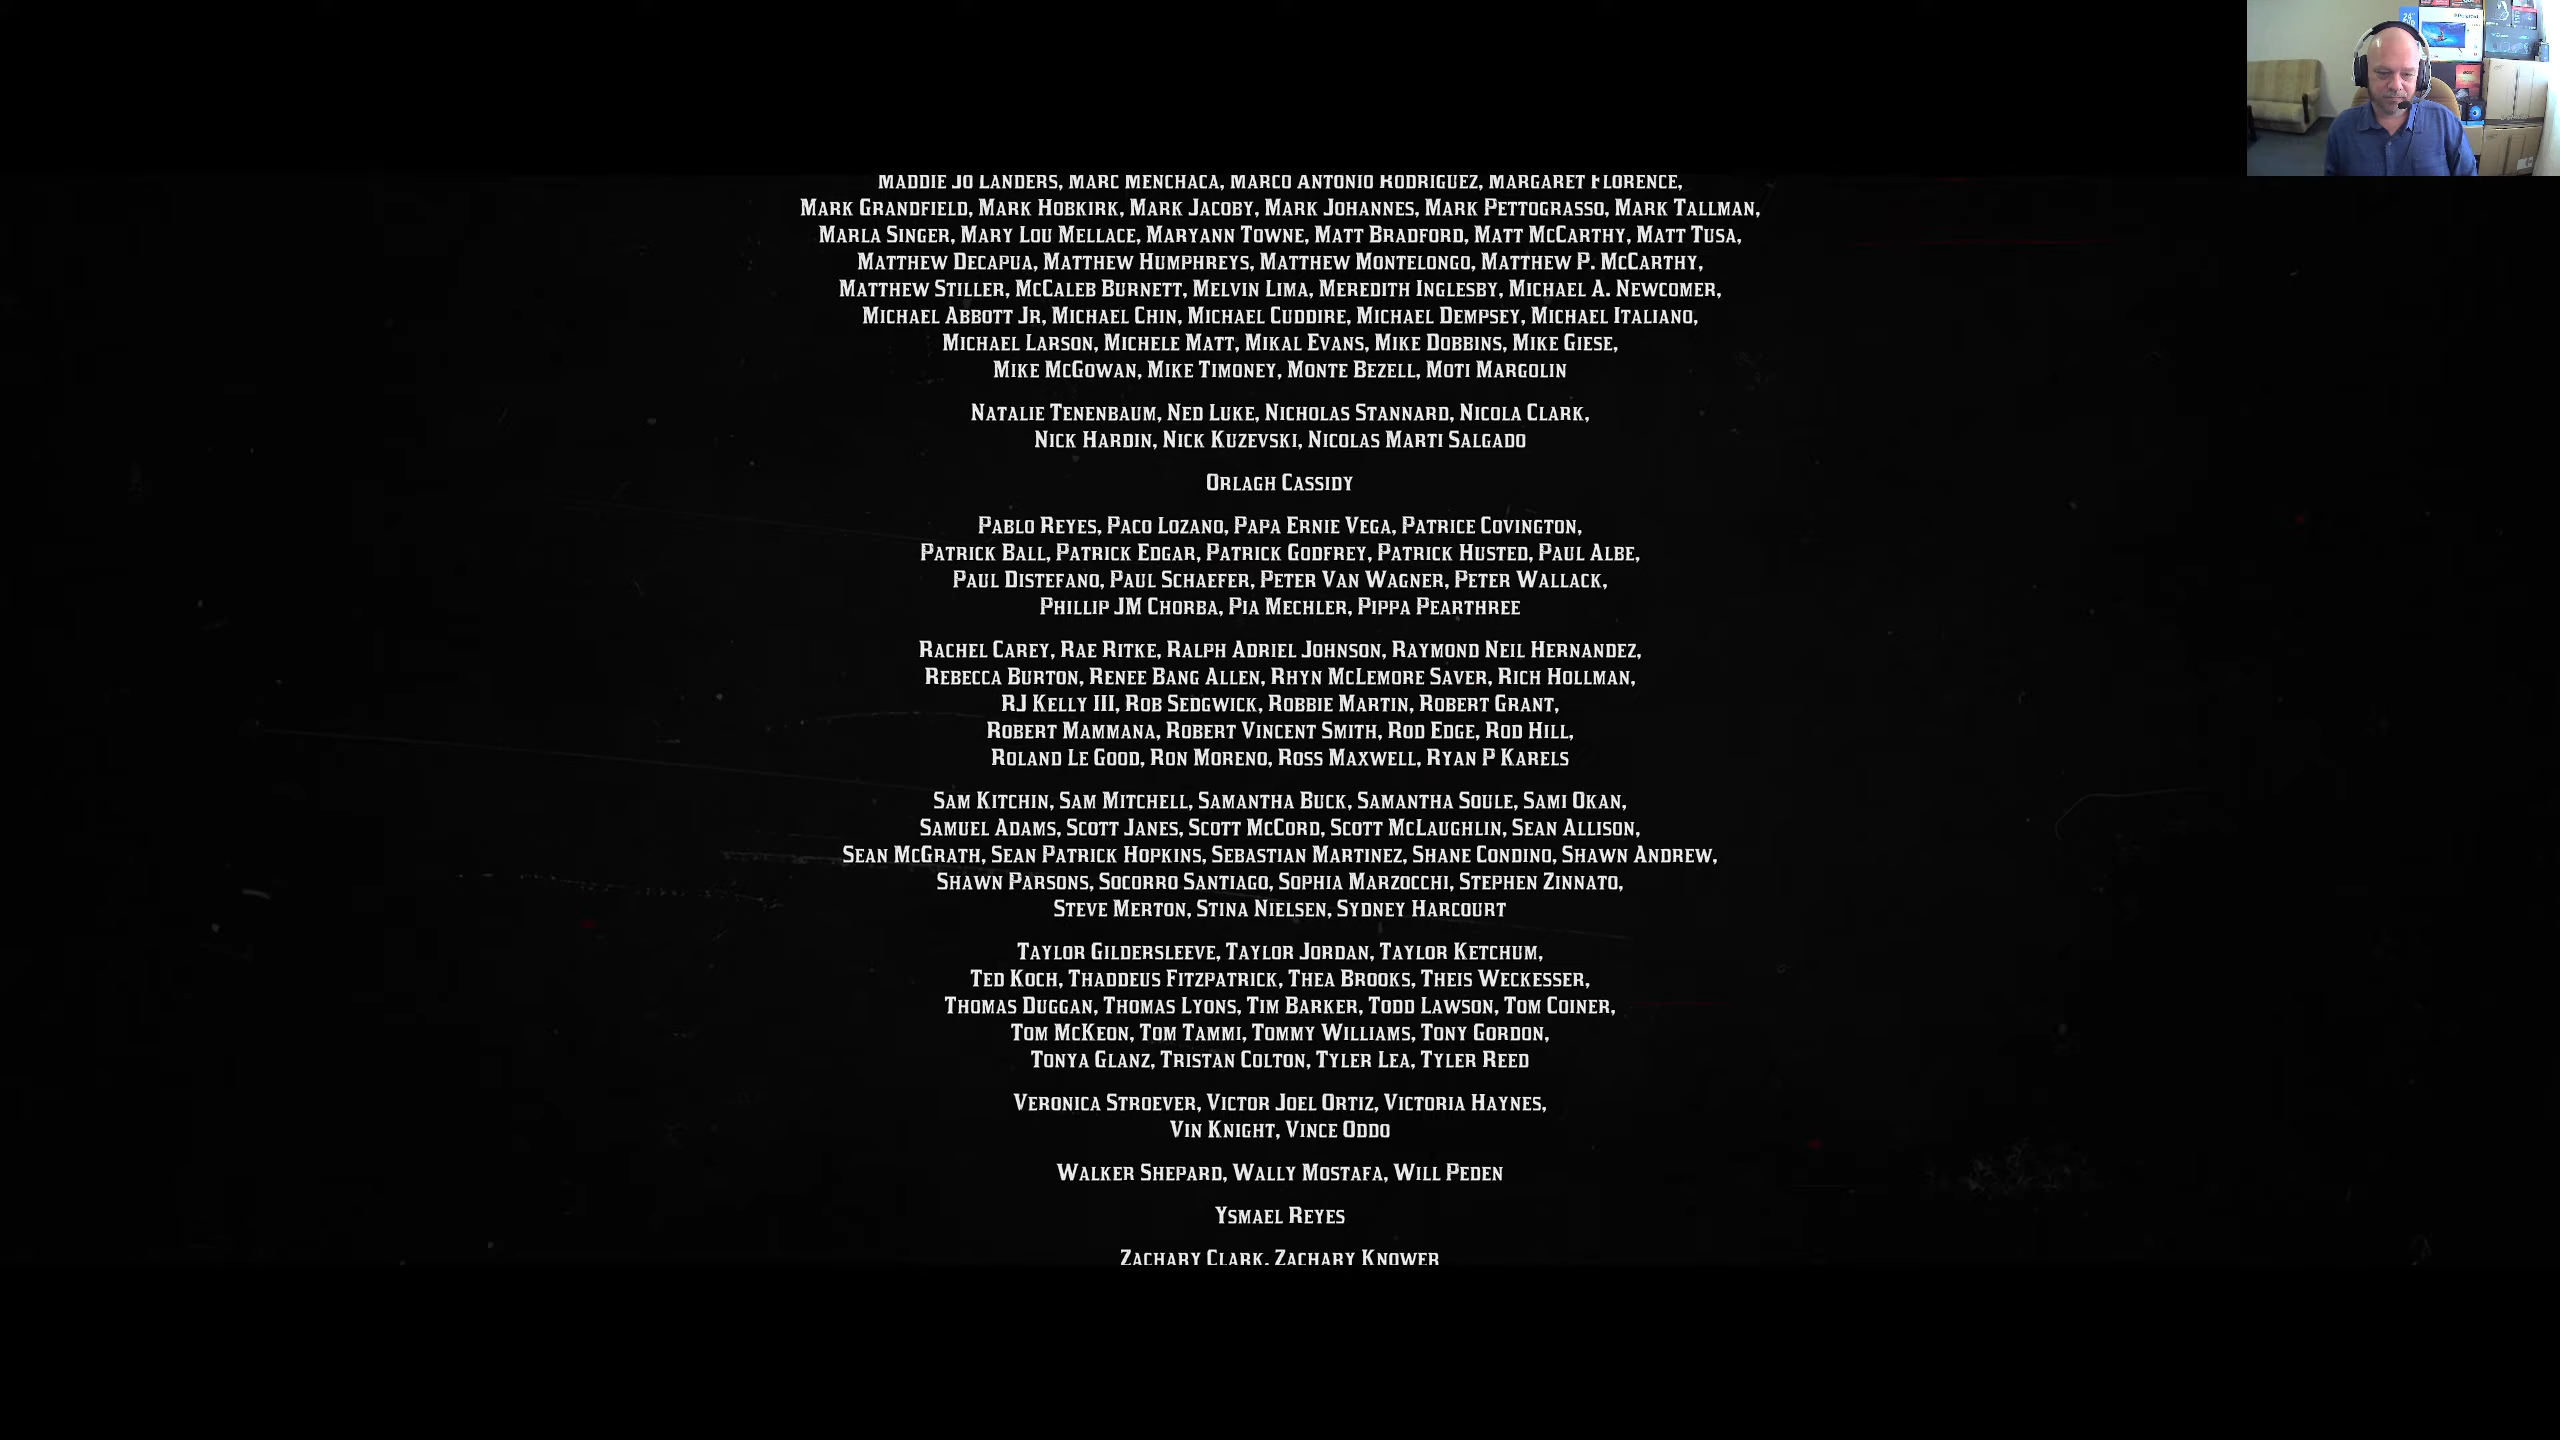 Maddie Jo Landers, Marc Menchaca, Marco Antonio Rodriguez, Margaret Florence,
Mark Grandfield, Mark Hobkirk, Mark Jacoby, Mark Johannes, Mark Pettograsso, Mark Tallman,
Marla Singer, Mary Lou Mellace, Maryann Towne, Matt Bradford, Matt McCarthy, Matt Tusa,
Matthew Decapua, Matthew Humphreys, Matthew Montelongo, Matthew P. McCarthy,
Matthew Stiller, McCaleb Burnett, Melvin Lima, Meredith Inglesby, Michael A. Newcomer,
Michael Abbott Jr, Michael Chin, Michael Cuddire, Michael Dempsey, Michael Italiano,
Michael Larson, Michele Matt, Mikal Evans, Mike Dobbins, Mike Giese,
Mike McGowan, Mike Timoney, Monte Bezell, Moti Margolin
Natalie Tenenbaum, Ned Luke, Nicholas Stannard, Nicola Clark,
Nick Hardin, Nick Kuzevski, Nicolas Marti Salgado
Orlagh Cassidy
Pablo Reyes, Paco Lozano, Papa Ernie Vega, Patrice Covington,
Patrick Ball, Patrick Edgar, Patrick Godfrey, Patrick Husted, Paul Albe,
Paul Distefano, Paul Schaefer, Peter Van Wagner, Peter Wallack,
Phillip JM Chorba, Pia Mechler, Pippa Pearthree
Rachel Carey, Rae Ritke, Ralph Adriel Johnson, Raymond Neil Hernandez,
Rebecca Burton, Renee Bang Allen, Rhyn McLemore Saver, Rich Hollman,
RJ Kelly III, Rob Sedgwick, Robbie Martin, Robert Grant,
Robert Mammana, Robert Vincent Smith, Rod Edge, Rod Hill,
Roland Le Good, Ron Moreno, Ross Maxwell, Ryan P Karels
Sam Kitchin, Sam Mitchell, Samantha Buck, Samantha Soule, Sami Okan,
Samuel Adams, Scott Janes, Scott McCord, Scott McLaughlin, Sean Allison,
Sean McGrath, Sean Patrick Hopkins, Sebastian Martinez, Shane Condino, Shawn Andrew,
Shawn Parsons, Socorro Santiago, Sophia Marzocchi, Stephen Zinnato,
Steve Merton, Stina Nielsen, Sydney Harcourt
Taylor Gildersleeve, Taylor Jordan, Taylor Ketchum,
Ted Koch, Thaddeus Fitzpatrick, Thea Brooks, Theis Weckesser,
Thomas Duggan, Thomas Lyons, Tim Barker, Todd Lawson, Tom Coiner,
Tom McKeon, Tom Tammi, Tommy Williams, Tony Gordon,
Tonya Glanz, Tristan Colton, Tyler Lea, Tyler Reed
Veronica Stroever, Victor Joel Ortiz, Victoria Haynes,
Vin Knight, Vince Oddo
Walker Shepard, Wally Mostafa, Will Peden
Ysmael Reyes
Zachary Clark, Zachary Knower